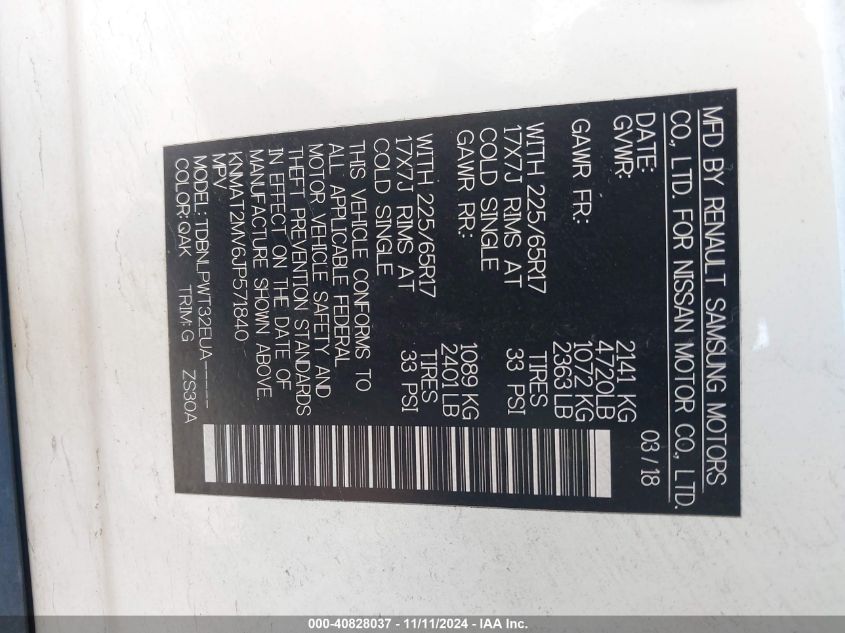 MFD BY RENAULT SAMSUNG MOTORS
CO., LTD. FOR NISSAN MOTOR CO., LTD.
DATE: 03/18
GVWR: 2141 KG
4720LB
GAWR FR: 1072 KG
2363 LB
WITH 225/65R17 TIRES
17X7J RIMS AT 33 PSI
COLD SINGLE
GAWR RR: 1089 KG
2401 LB
WITH 225/65R17 TIRES
17X7J RIMS AT 33 PSI
COLD SINGLE
THIS VEHICLE CONFORMS TO
ALL APPLICABLE FEDERAL
MOTOR VEHICLE SAFETY AND
THEFT PREVENTION STANDARDS
IN EFFECT ON THE DATE OF
MANUFACTURE SHOWN ABOVE.
KNMAT2MV6JP571840
MPV
MODEL: TDBNLPWT32EUA-----
COLOR: QAK TRIM: G ZS30A
000-40828037 - 11/11/2024 - IAA Inc.